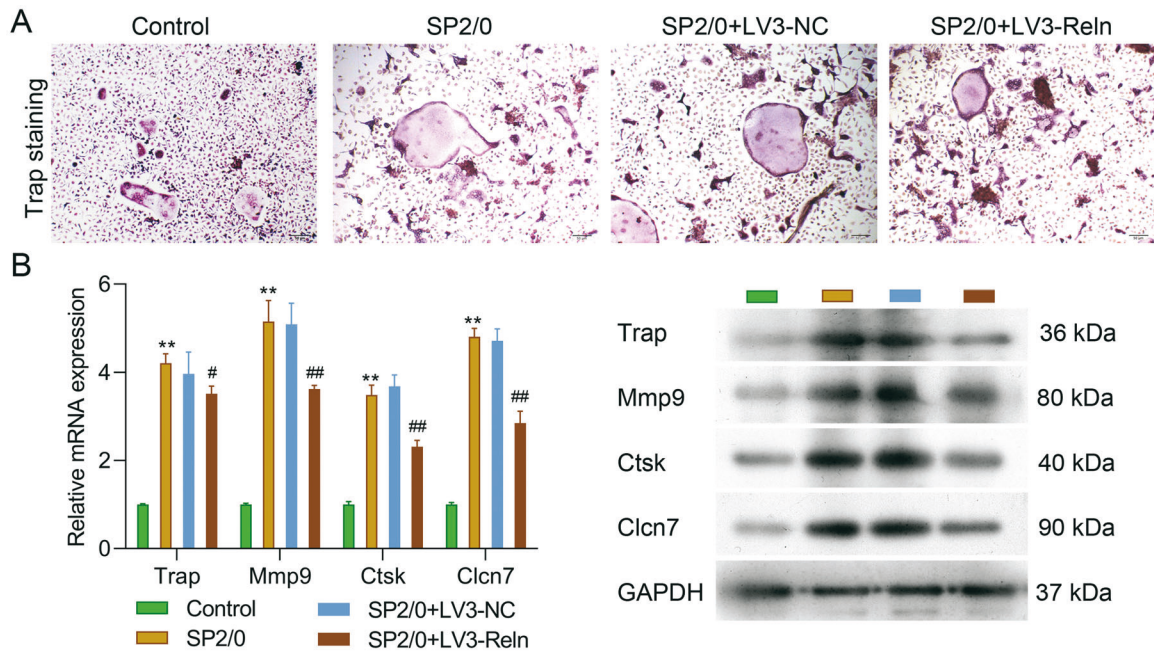 A
Control
SP2/0
SP2/0+LV3-NC
SP2/0+LV3-Reln
Trap staining
B
Relative mRNA expression
6
4
2
0
**
#
**
##
**
##
**
##
Trap
Mmp9
Ctsk
Clcn7
Control
SP2/0+LV3-NC
SP2/0
SP2/0+LV3-Reln
Trap
36 kDa
Mmp9
80 kDa
Ctsk
40 kDa
Clcn7
90 kDa
GAPDH
37 kDa